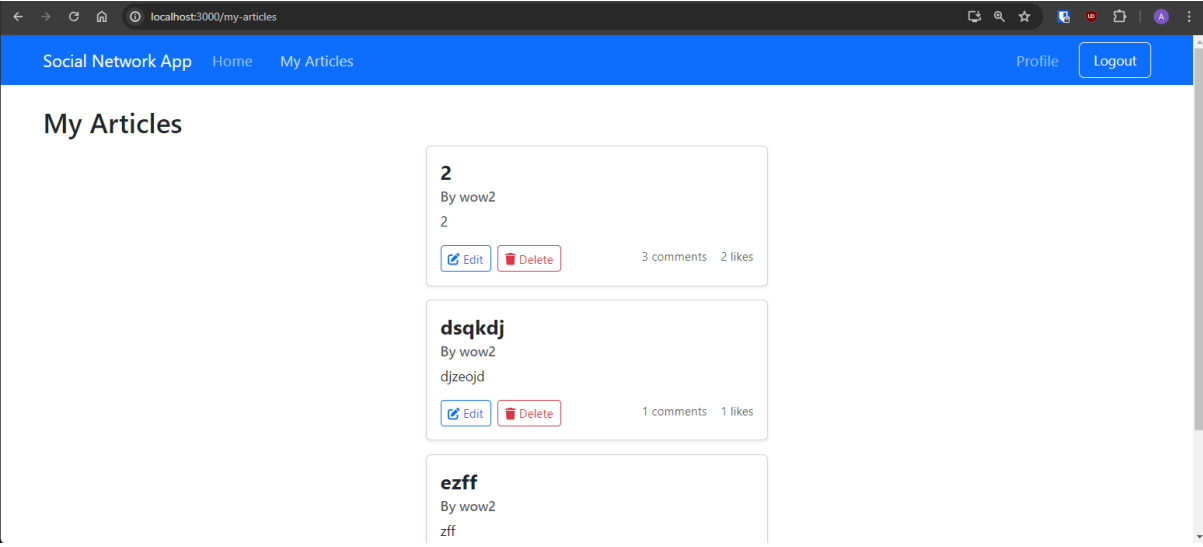 localhost:3000/my-articles
A
Social Network App Home My Articles Profile Logout
My Articles
2
By wow2
2
Edit Delete 3 comments 2 likes
dsqkdj
By wow2
djzeojd
Edit Delete 1 comments 1 likes
ezff
By wow2
zff